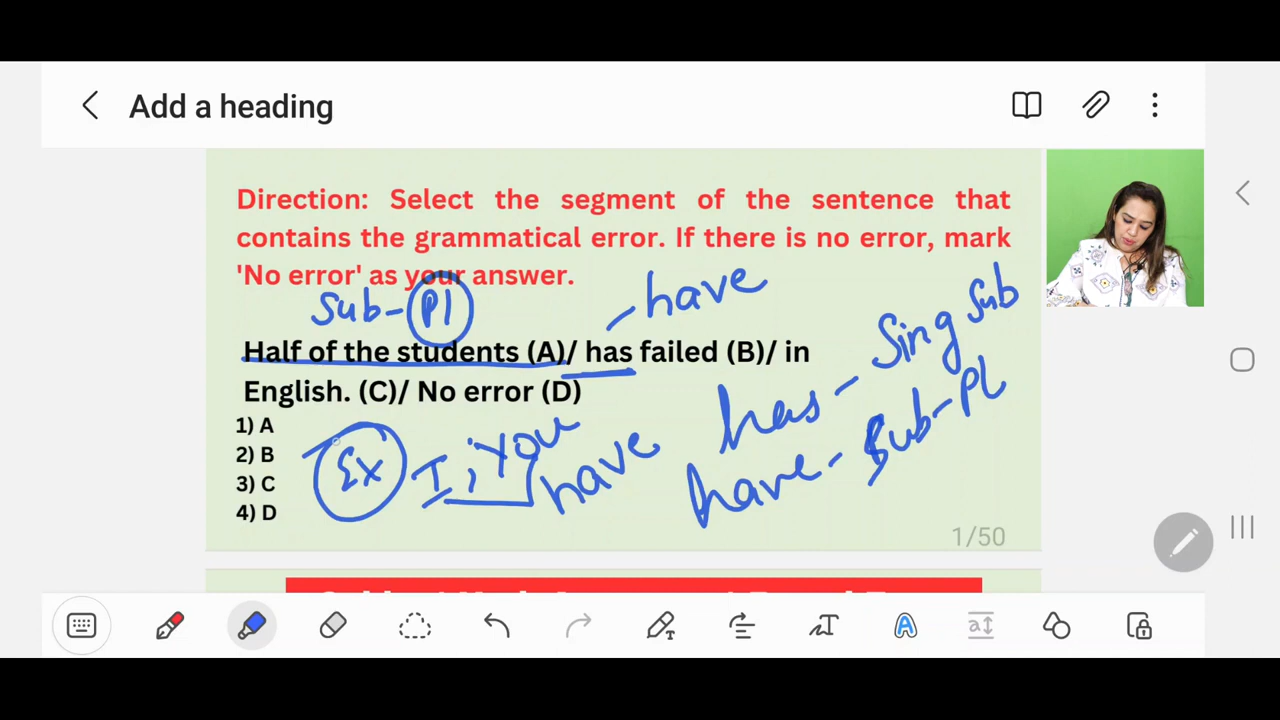 Add a heading
Direction: Select the segment of the sentence that
contains the grammatical error. If there is no error, mark
'No error' as your answer.
Sub- Pl
have
Half of the students (A)/ has failed (B)/ in
English. (C)/ No error (D)
1) A
2) B
3) C
4) D
Ex I, You have
has - Sing Sub
have - Sub-Pl
1/50